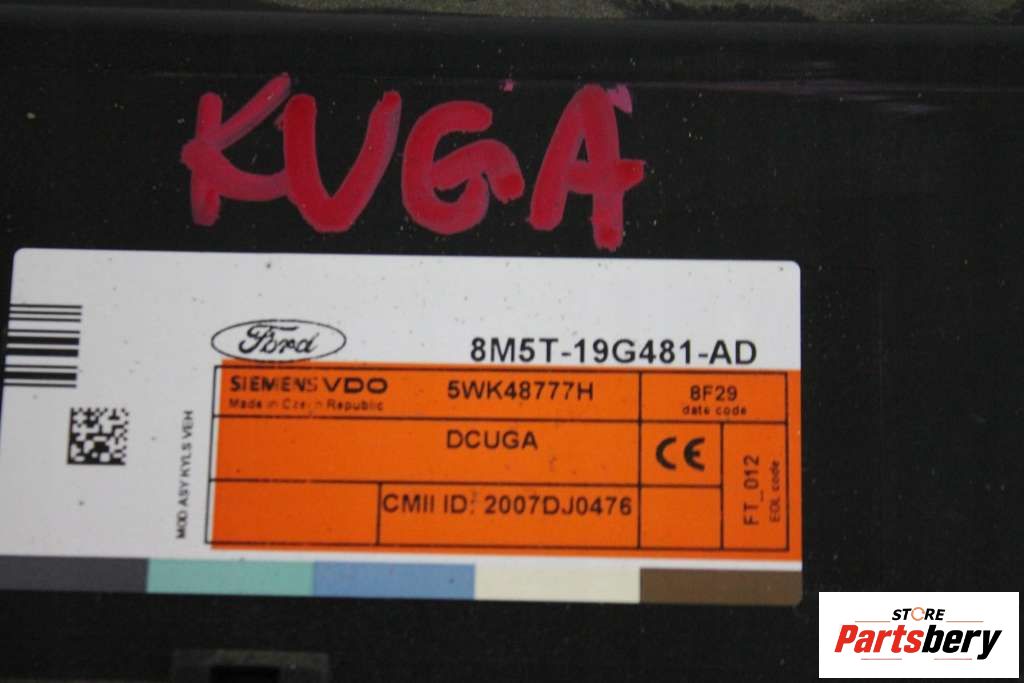 KUGA
Ford
8M5T-19G481-AD
SIEMENS VDO
Made in Czech Republic
5WK48777H
8F29
date code
DCUGA
CE
CMII ID: 2007DJ0476
FT_012
EOL code
MOD ASY KYLS VEH
STORE
Partsbery